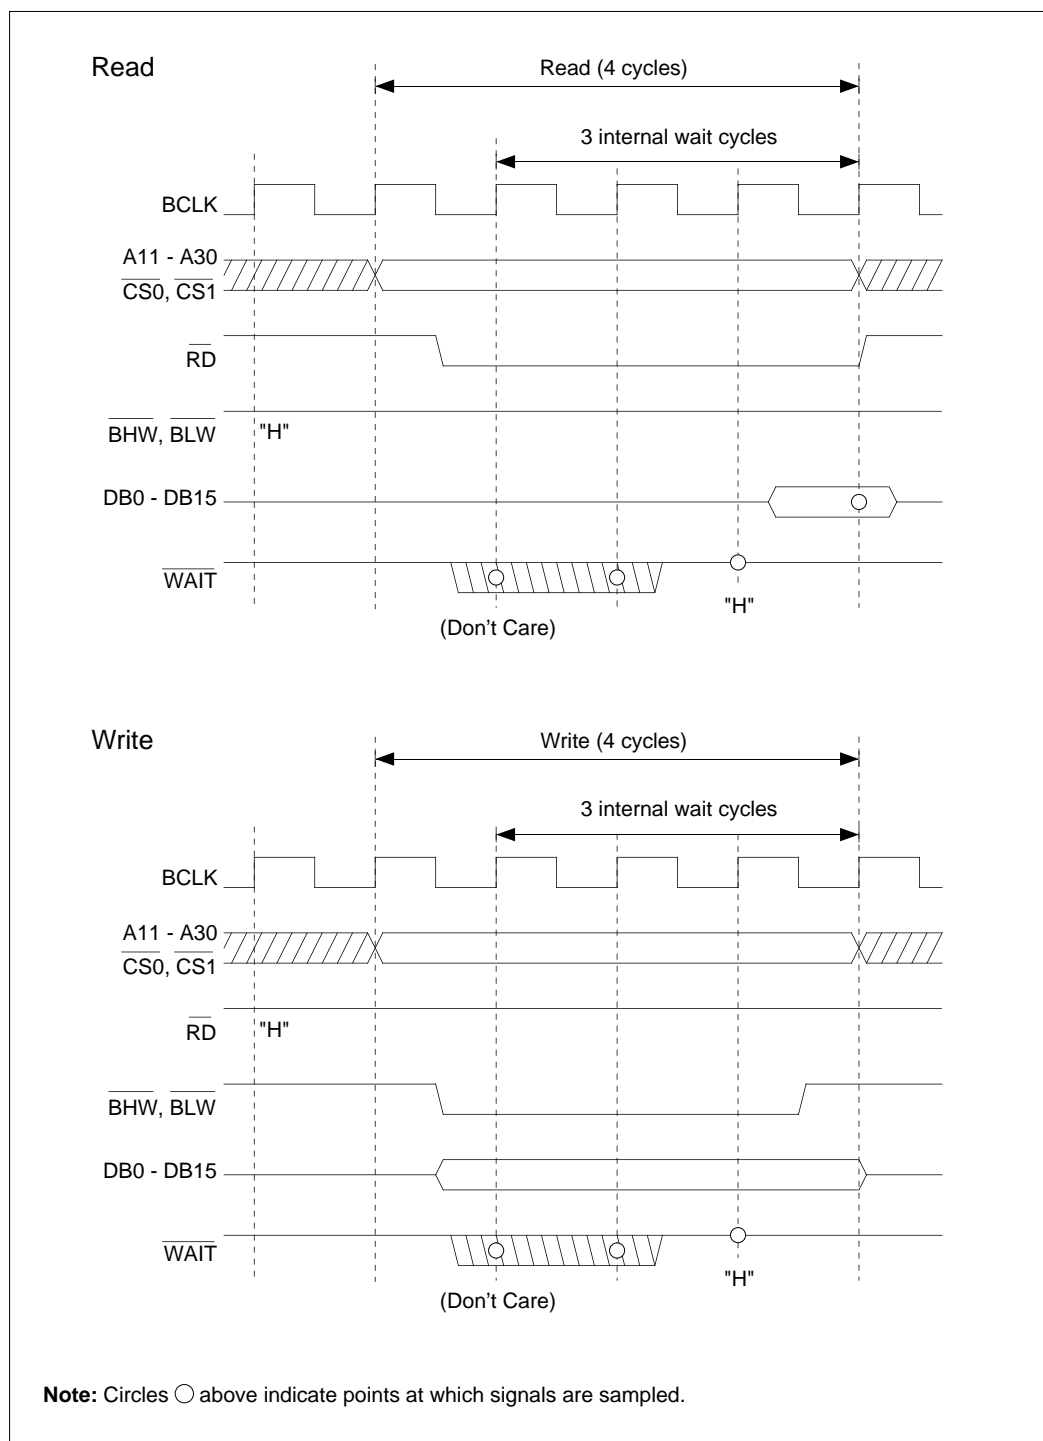 Read
Read (4 cycles)
3 internal wait cycles
BCLK
A11 - A30
CS0, CS1
RD
BHW, BLW
"H"
DB0 - DB15
WAIT
"H"
(Don't Care)
Write
Write (4 cycles)
3 internal wait cycles
BCLK
A11 - A30
CS0, CS1
RD
"H"
BHW, BLW
DB0 - DB15
WAIT
"H"
(Don't Care)
Note: Circles ○ above indicate points at which signals are sampled.